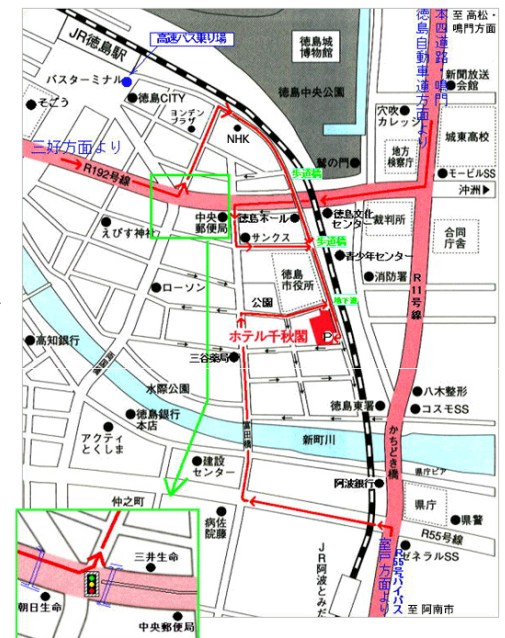 本四道路・鳴門
徳島自動車道方面より
至 高松・
鳴門方面
JR徳島駅
高速バス乗り場
徳島城
博物館
バスターミナル
徳島CITY
徳島中央公園
新聞放送
会館
そごう
ヨンデン
プラザ
穴吹
カレッジ
城東高校
三好方面より
NHK
地方
検察庁
鷲の門
モービルSS
R192号線
歩道橋
沖洲
中央
郵便局
徳島ホール
徳島文化
センター
裁判所
えびす神社
サンクス
歩道橋
合同
庁舎
青少年センター
徳島
市役所
消防署
R11号線
ローソン
公園
地下道
ホテル千秋閣
P
高知銀行
三谷薬局
水際公園
八木整形
徳島東署
コスモSS
徳島銀行
本店
アクティ
とくしま
富田橋
新町川
かちどき橋
県庁ピア
建設
センター
阿波銀行
仲之町
県庁
県警
佐藤
病院
R55号線
ゼネラルSS
三井生命
JR阿波とみだ
室戸方面より
R55号バイパス
朝日生命
中央郵便局
至 阿南市